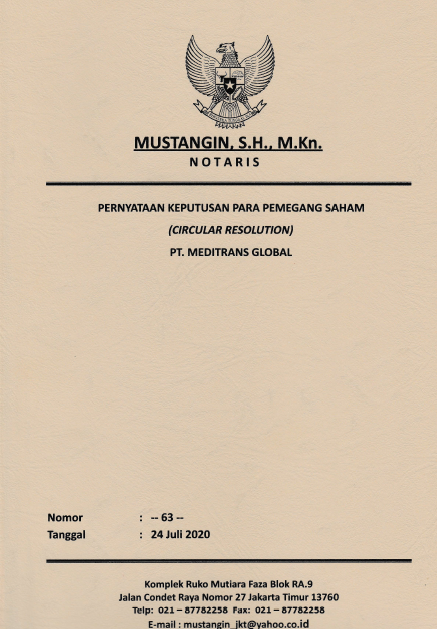 MUSTANGIN, S.H., M.Kn.
NOTARIS
PERNYATAAN KEPUTUSAN PARA PEMEGANG SAHAM
(CIRCULAR RESOLUTION)
PT. MEDITRANS GLOBAL
Nomor : -- 63 --
Tanggal : 24 Juli 2020
Komplek Ruko Mutiara Faza Blok RA.9
Jalan Condet Raya Nomor 27 Jakarta Timur 13760
Telp: 021 – 87782258 Fax: 021 – 87782258
E-mail : mustangin_jkt@yahoo.co.id